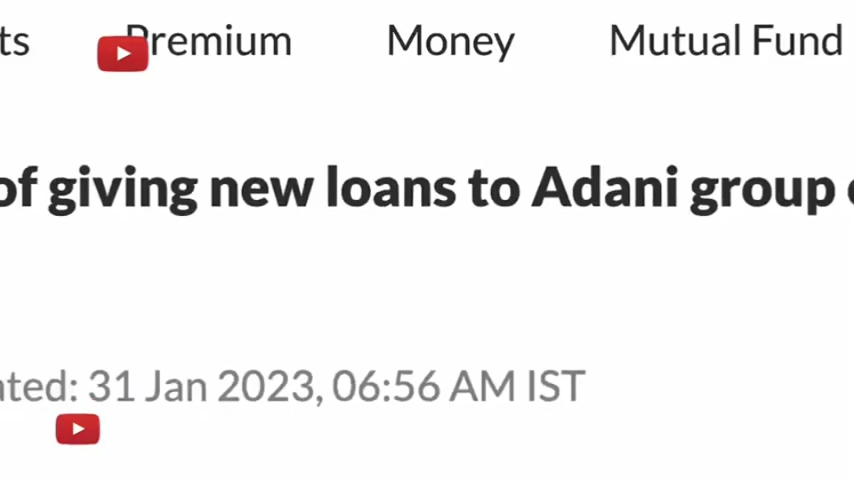 ts Premium Money Mutual Fund
of giving new loans to Adani group
ated: 31 Jan 2023, 06:56 AM IST